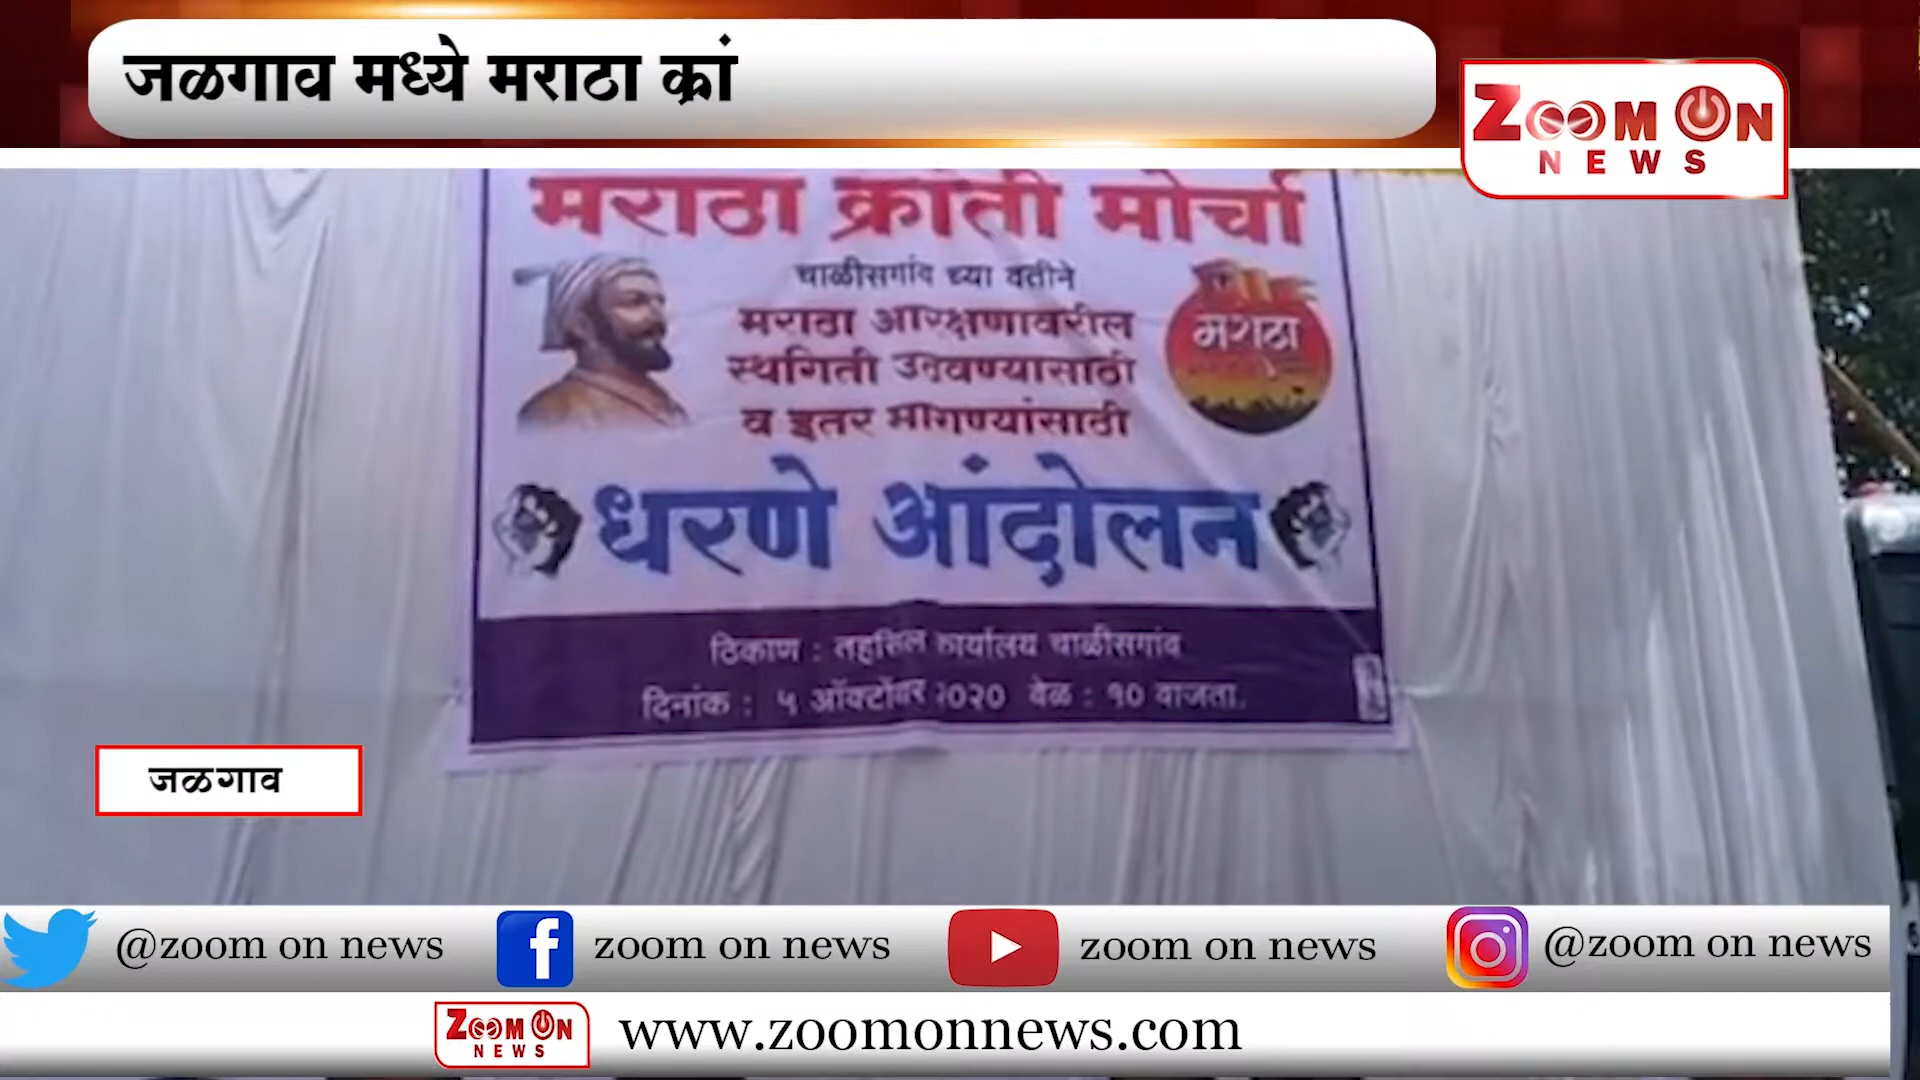 जळगाव मध्ये मराठा क्रां
ZOOM ON
NEWS
मराठा क्रांती मोर्चा
चाळीसगांव च्या वतीने
मराठा आरक्षणावरील
स्थगिती उठवण्यासाठी
व इतर मागण्यांसाठी
मराठा
धरणे आंदोलन
ठिकाण : तहसिल कार्यालय चाळीसगांव
दिनांक : ५ ऑक्टोंबर २०२० वेळ : १० वाजता.
जळगाव
@zoom on news
zoom on news
zoom on news
@zoom on news
ZOOM ON
NEWS
www.zoomonnews.com